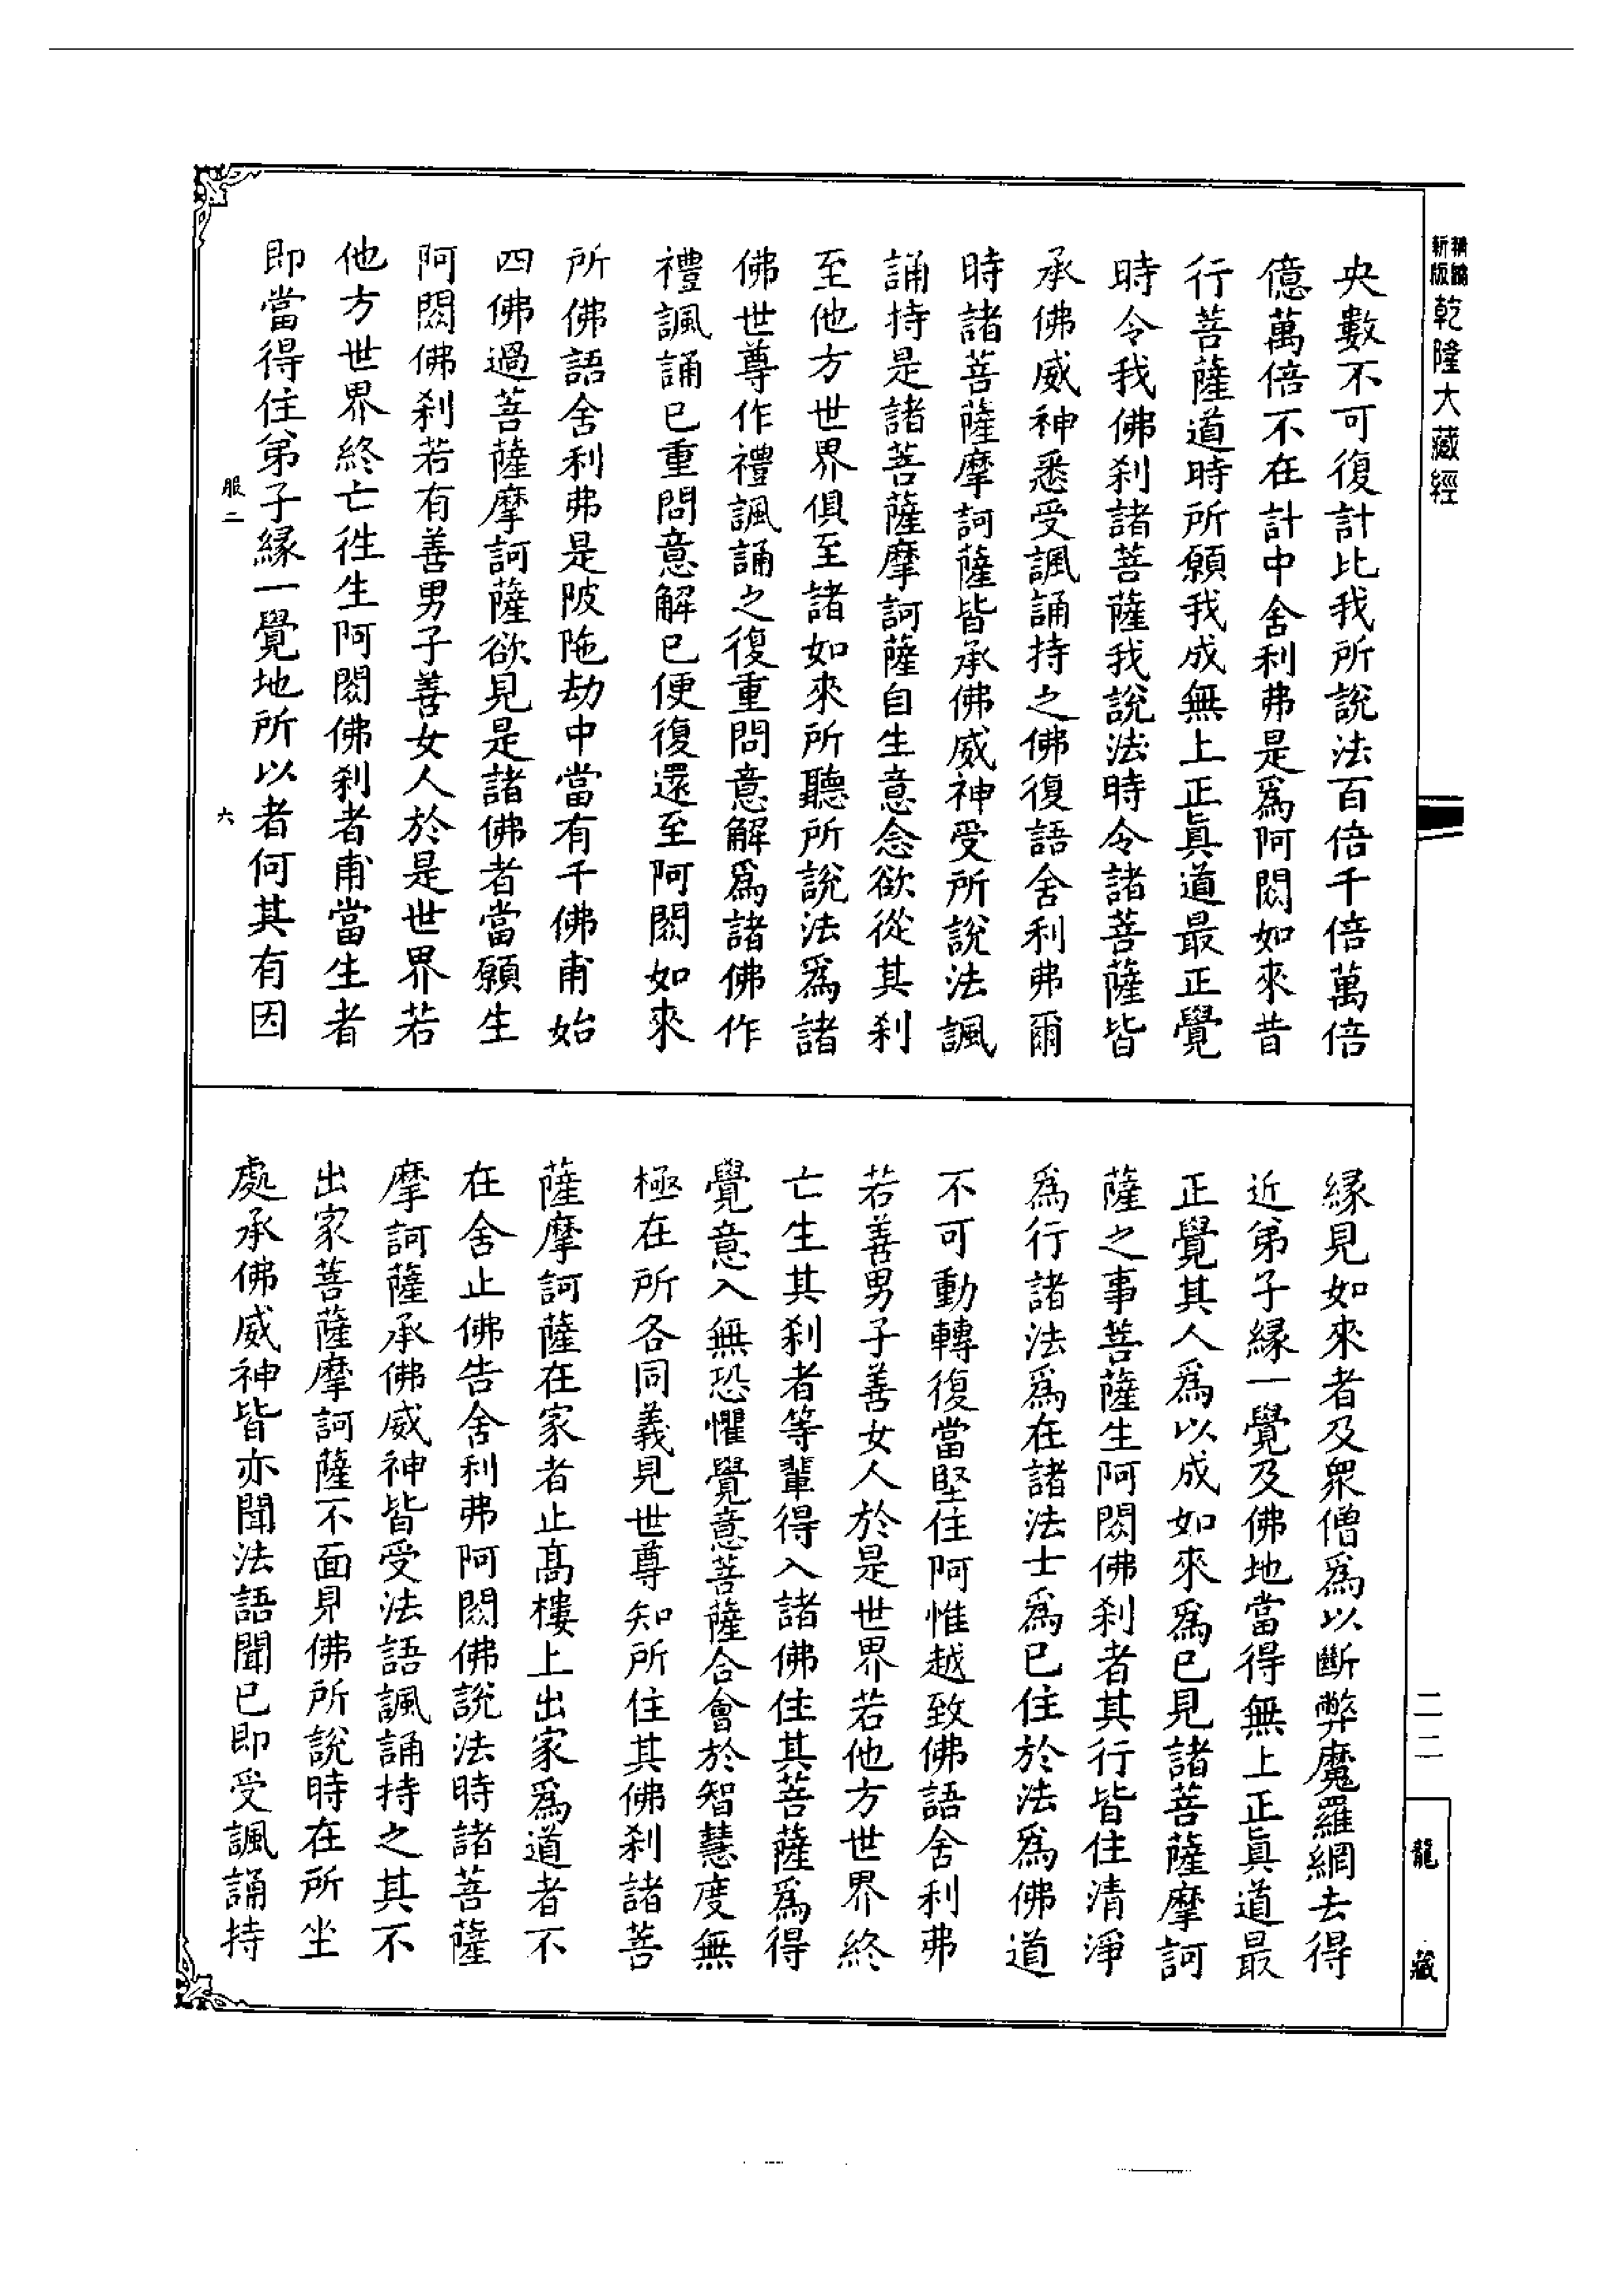 新版
乾隆大藏經
央數不可復計比我所說法百倍千倍萬倍
億萬倍不在計中舍利弗是爲阿閦如來昔
行菩薩道時所願我成無上正眞道最正覺
時令我佛刹諸菩薩我說法時令諸菩薩皆
承佛威神悉受諷誦持之佛復語舍利弗爾
時諸菩薩摩訶薩皆承佛威神受所說法諷
誦持是諸菩薩摩訶薩自生意念欲從其刹
至他方世界俱至諸如來所聽所說法爲諸
佛世尊作禮諷誦之復重問意解爲諸佛作
禮諷誦已重問意解已便復還至阿閦如來
所佛語舍利弗是陂陁劫中當有千佛甫始
四佛過菩薩摩訶薩欲見是諸佛者當願生
阿閦佛刹若有善男子善女人於是世界若
他方世界終亡徃生阿閦佛刹者甫當生者
即當得住弟子緣一覺地所以者何其有因
服二
六
緣見如來者及衆僧爲以斷弊魔羅網去得
近弟子緣一覺及佛地當得無上正眞道最
正覺其人爲以成如來爲已見諸菩薩摩訶
薩之事菩薩生阿閦佛刹者其行皆住清淨
爲行諸法爲在諸法士爲已住於法爲佛道
不可動轉復當堅住阿惟越致佛語舍利弗
若善男子善女人於是世界若他方世界終
亡生其刹者等輩得入諸佛住其菩薩爲得
覺意入無恐懼覺意菩薩合會於智慧度無
極在所各同義見世尊知所住其佛刹諸菩
薩摩訶薩在家者止髙樓上出家爲道者不
在舍止佛告舍利弗阿閦佛說法時諸菩薩
摩訶薩承佛威神皆受法語諷誦持之其不
出家菩薩摩訶薩不面見佛所說時在所坐
處承佛威神皆亦聞法語聞已即受諷誦持
二二
龍藏